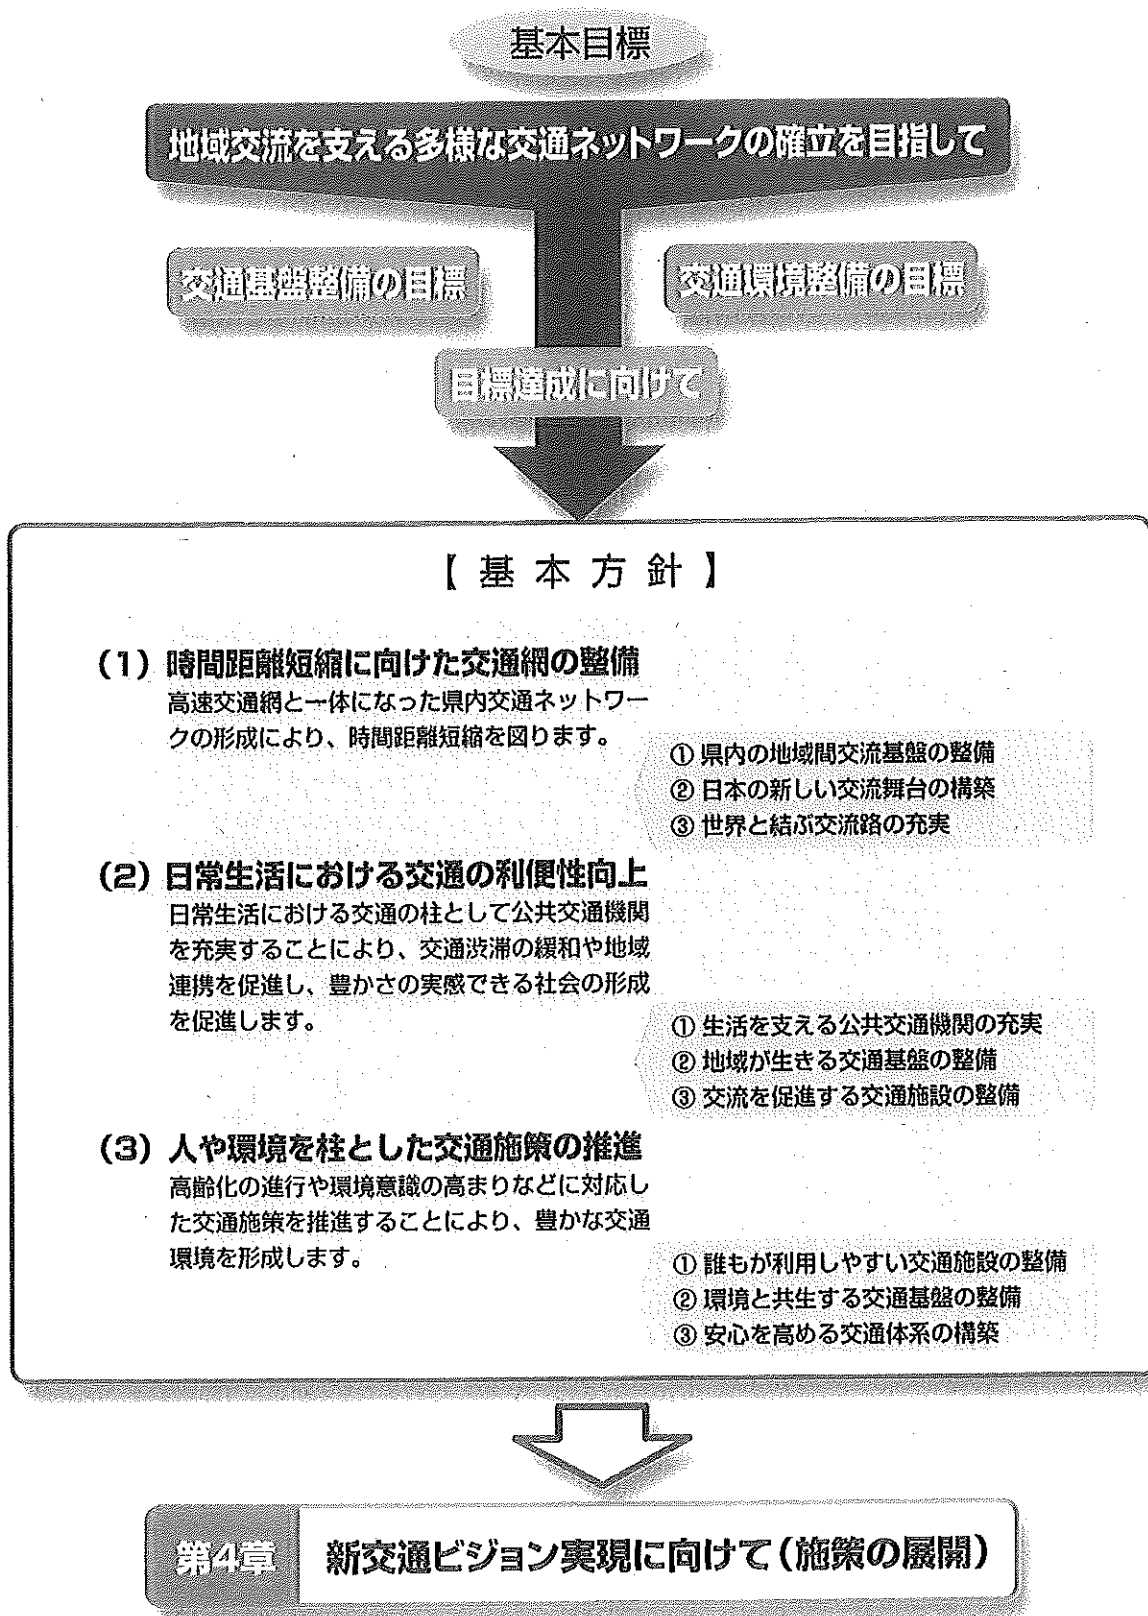 基本目標
地域交流を支える多様な交通ネットワークの確立を目指して
交通基盤整備の目標
交通環境整備の目標
目標達成に向けて
【基本方針】
(1) 時間距離短縮に向けた交通網の整備
高速交通網と一体になった県内交通ネットワー
クの形成により、時間距離短縮を図ります。
① 県内の地域間交流基盤の整備
② 日本の新しい交流舞台の構築
③ 世界と結ぶ交流路の充実
(2) 日常生活における交通の利便性向上
日常生活における交通の柱として公共交通機関
を充実することにより、交通渋滞の緩和や地域
連携を促進し、豊かさの実感できる社会の形成
を促進します。
① 生活を支える公共交通機関の充実
② 地域が生きる交通基盤の整備
③ 交流を促進する交通施設の整備
(3) 人や環境を柱とした交通施策の推進
高齢化の進行や環境意識の高まりなどに対応し
た交通施策を推進することにより、豊かな交通
環境を形成します。
① 誰もが利用しやすい交通施設の整備
② 環境と共生する交通基盤の整備
③ 安心を高める交通体系の構築
第4章 新交通ビジョン実現に向けて(施策の展開)